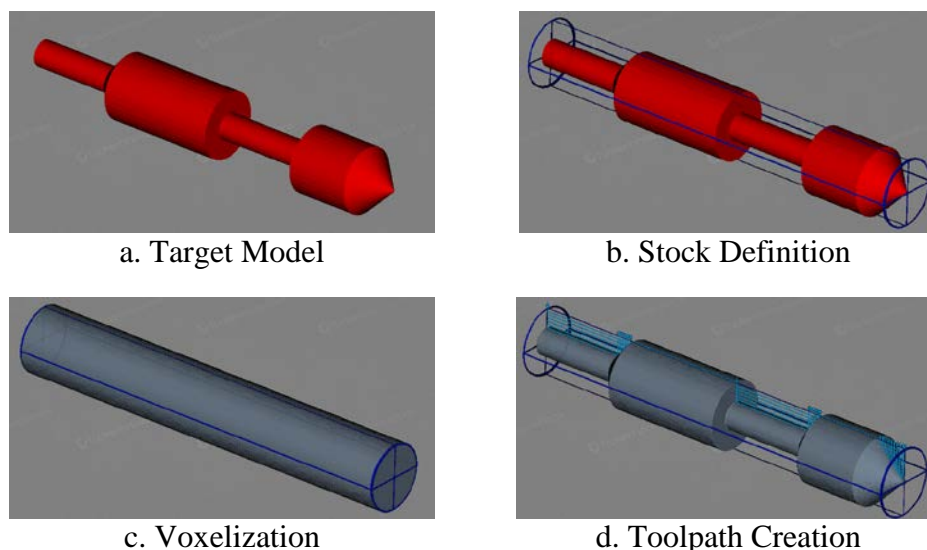 a. Target Model
b. Stock Definition
c. Voxelization
d. Toolpath Creation